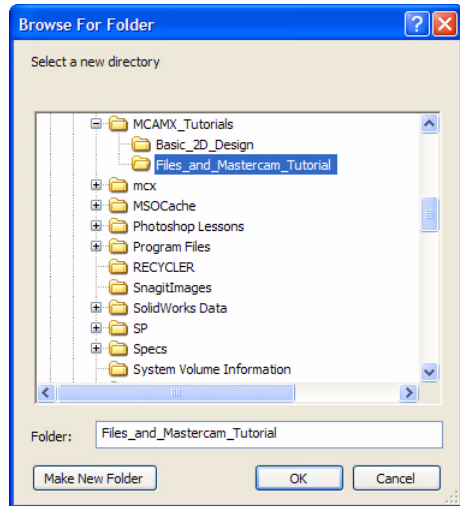 Browse For Folder
Select a new directory
MCAMX_Tutorials
Basic_2D_Design
Files_and_Mastercam_Tutorial
mcx
MSOCache
Photoshop Lessons
Program Files
RECYCLER
SnagitImages
SolidWorks Data
SP
Specs
System Volume Information
Folder: Files_and_Mastercam_Tutorial
Make New Folder OK Cancel